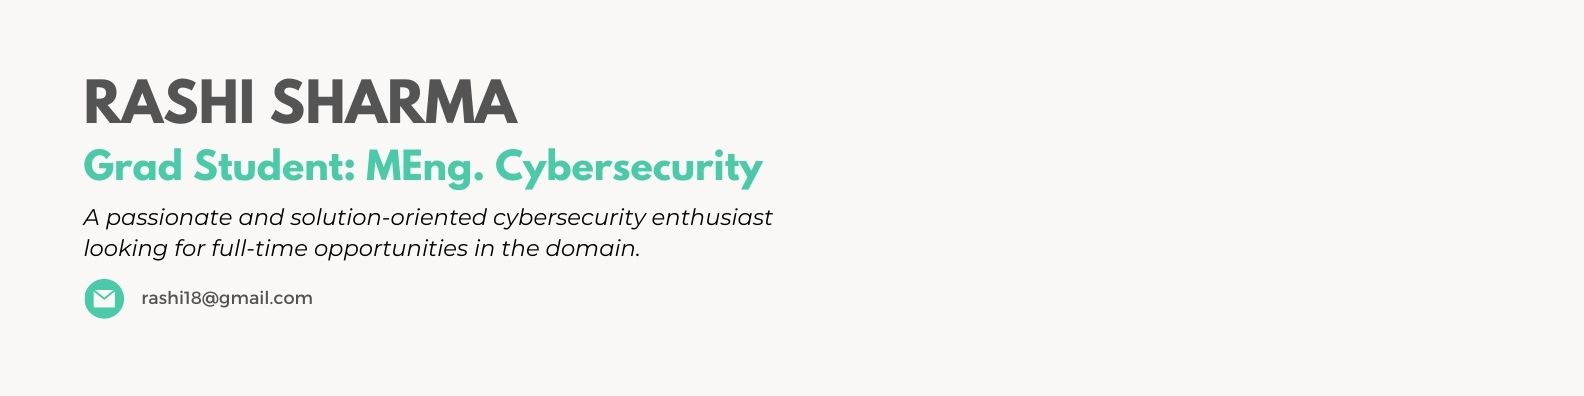 RASHI SHARMA
Grad Student: MEng. Cybersecurity
A passionate and solution-oriented cybersecurity enthusiast
looking for full-time opportunities in the domain.
rashi18@gmail.com